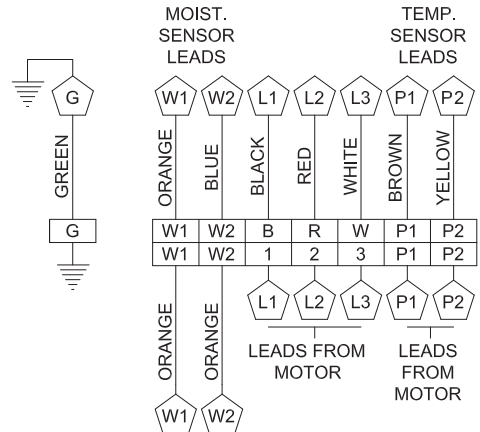 MOIST.
SENSOR
LEADS
TEMP.
SENSOR
LEADS
G W1 W2 L1 L2 L3 P1 P2
GREEN
ORANGE
BLUE
BLACK
RED
WHITE
BROWN
YELLOW
G W1 W2 B R W P1 P2
W1 W2 1 2 3 P1 P2
L1 L2 L3 P1 P2
ORANGE
ORANGE
LEADS FROM
MOTOR
LEADS
FROM
MOTOR
W1 W2